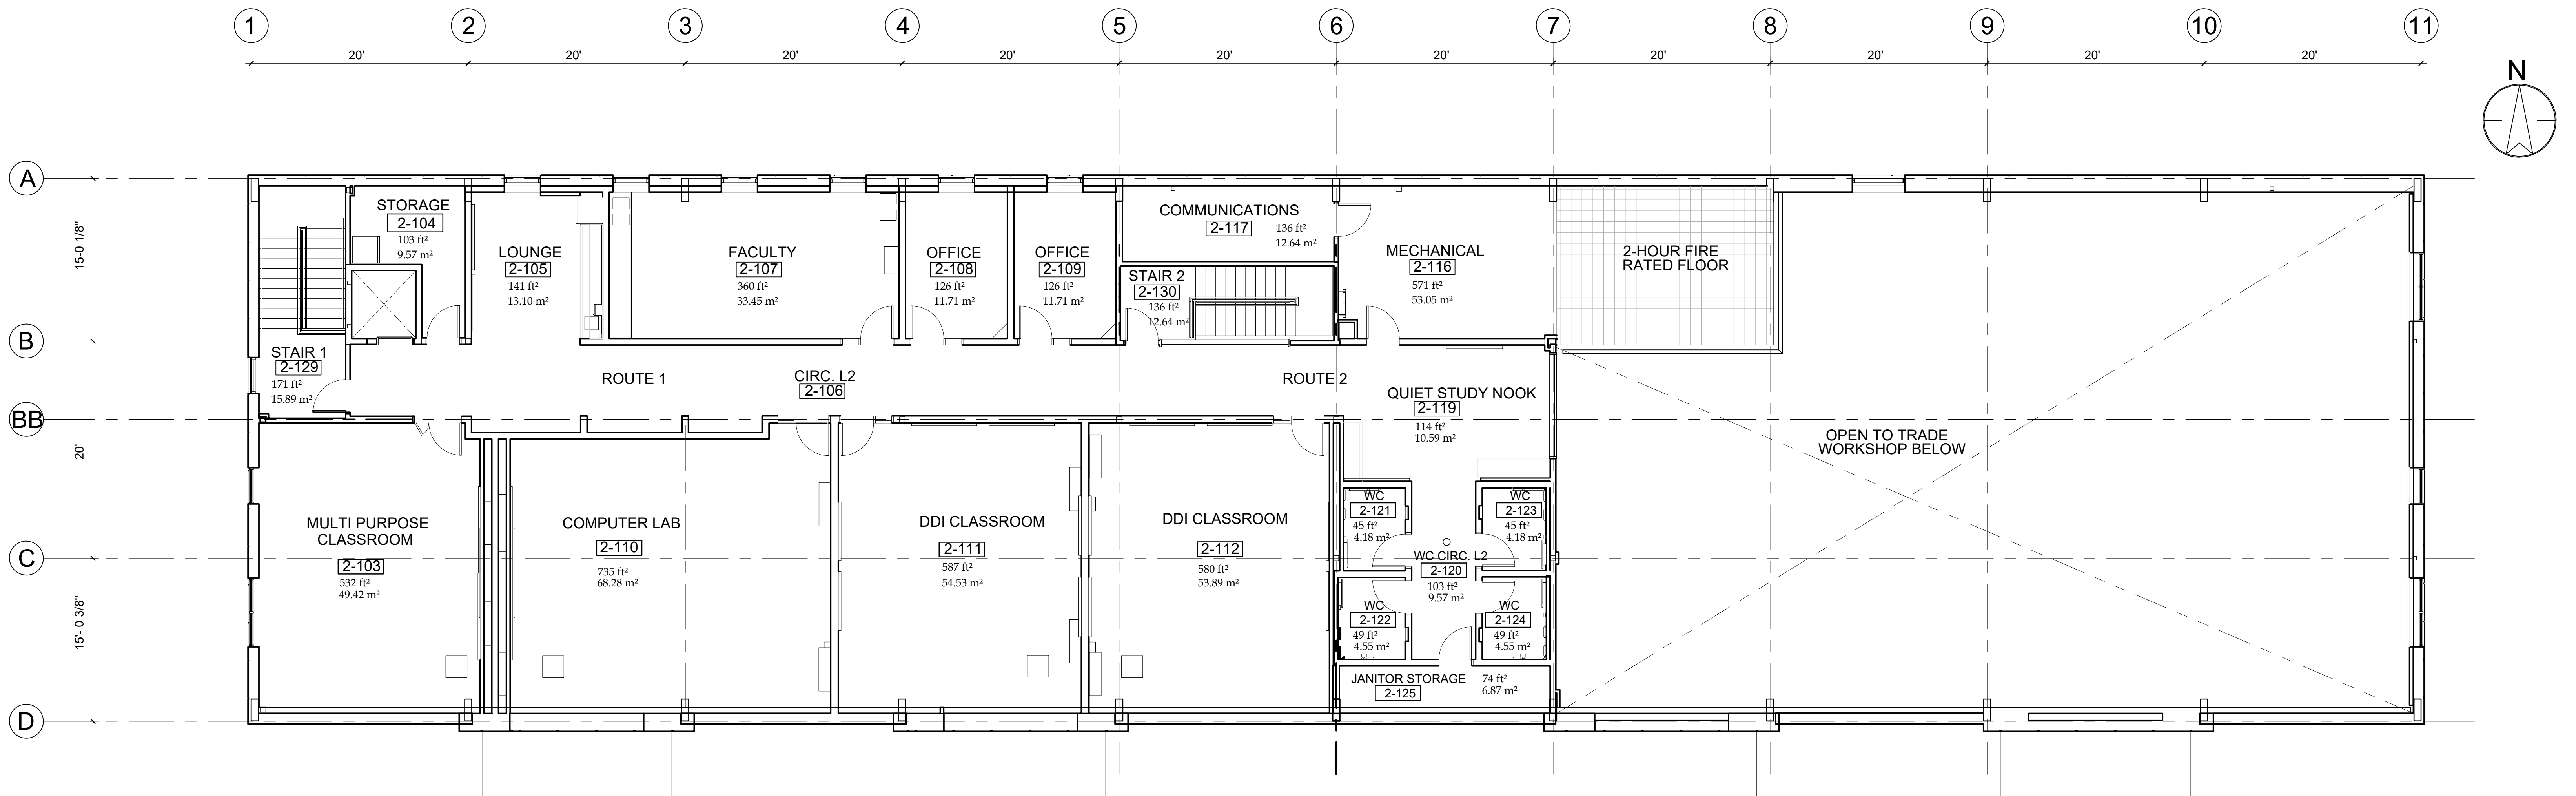 1 2 3 4 5 6 7 8 9 10 11
20' 20' 20' 20' 20' 20' 20' 20' 20' 20'
N
A
15-0 1/8"
B
BB
20'
C
15'- 0 3/8"
D
STORAGE
2-104
103 ft²
9.57 m²
LOUNGE
2-105
141 ft²
13.10 m²
FACULTY
2-107
360 ft²
33.45 m²
OFFICE
2-108
126 ft²
11.71 m²
OFFICE
2-109
126 ft²
11.71 m²
COMMUNICATIONS
2-117
136 ft²
12.64 m²
STAIR 2
2-130
136 ft²
12.64 m²
MECHANICAL
2-116
571 ft²
53.05 m²
2-HOUR FIRE
RATED FLOOR
STAIR 1
2-129
171 ft²
15.89 m²
ROUTE 1
CIRC. L2
2-106
ROUTE 2
QUIET STUDY NOOK
2-119
114 ft²
10.59 m²
OPEN TO TRADE
WORKSHOP BELOW
MULTI PURPOSE
CLASSROOM
2-103
532 ft²
49.42 m²
COMPUTER LAB
2-110
735 ft²
68.28 m²
DDI CLASSROOM
2-111
587 ft²
54.53 m²
DDI CLASSROOM
2-112
580 ft²
53.89 m²
WC
2-121
45 ft²
4.18 m²
WC
2-123
45 ft²
4.18 m²
WC CIRC. L2
2-120
103 ft²
9.57 m²
WC
2-122
49 ft²
4.55 m²
WC
2-124
49 ft²
4.55 m²
JANITOR STORAGE
2-125
74 ft²
6.87 m²